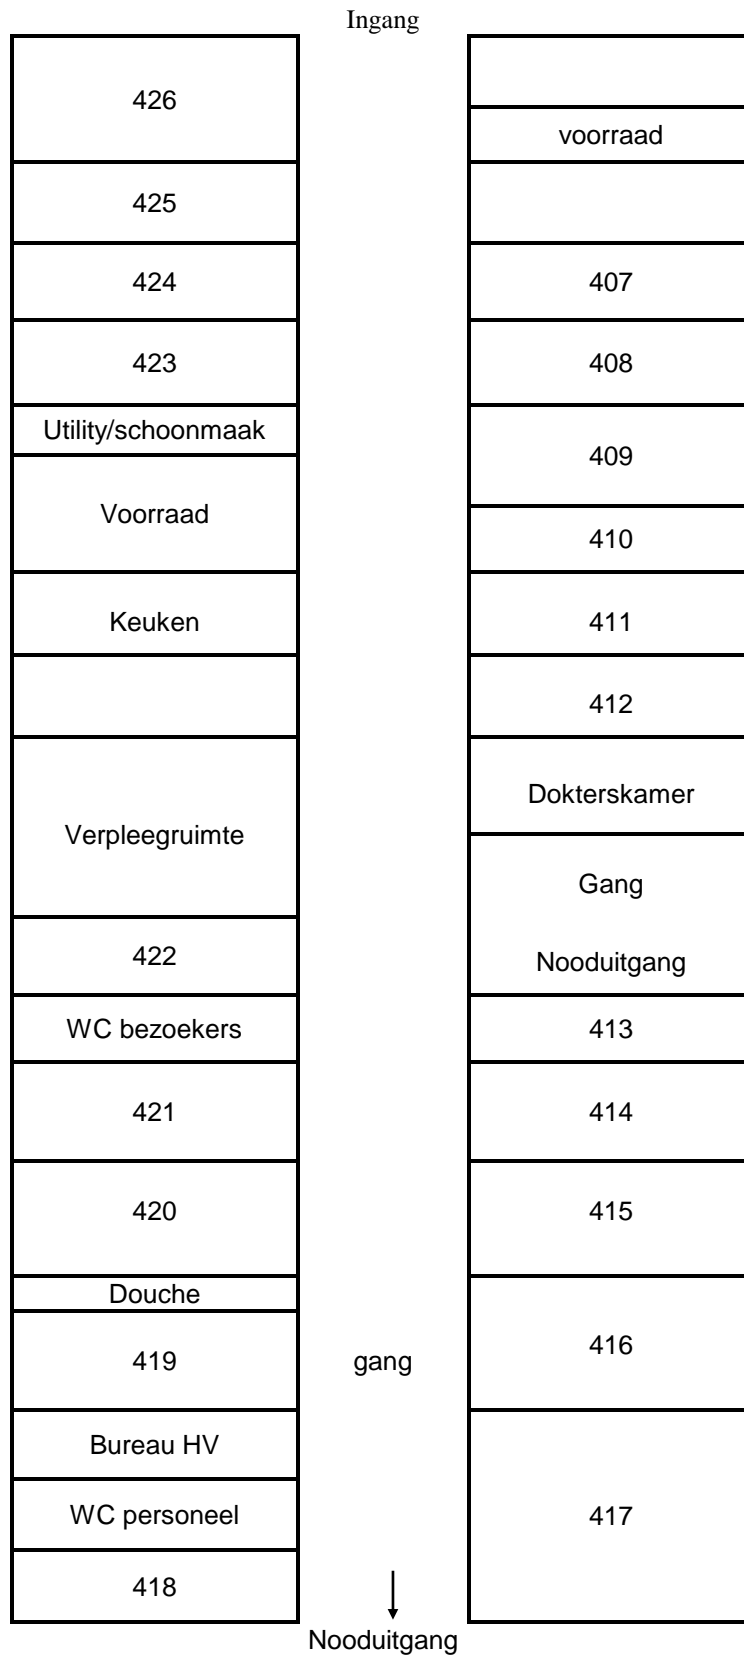 Ingang
426
voorraad
425
424
407
423
408
Utility/schoonmaak
409
Voorraad
410
Keuken
411
412
Dokterskamer
Verpleegruimte
Gang
422
Nooduitgang
WC bezoekers
413
421
414
420
415
Douche
416
419
gang
Bureau HV
WC personeel
417
418
Nooduitgang